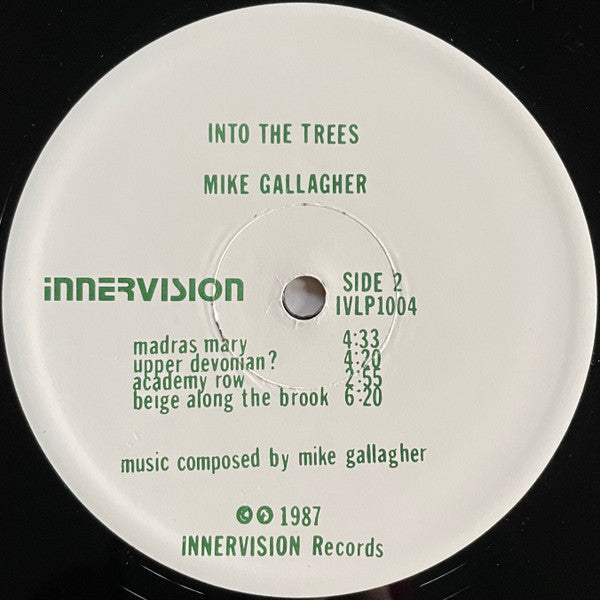 INTO THE TREES
MIKE GALLAGHER
iNNERVISION
SIDE 2
IVLP1004
madras mary 4:33
upper devonian? 4:20
academy row 2:55
beige along the brook 6:20
music composed by mike gallagher
©℗ 1987
iNNERVISION Records